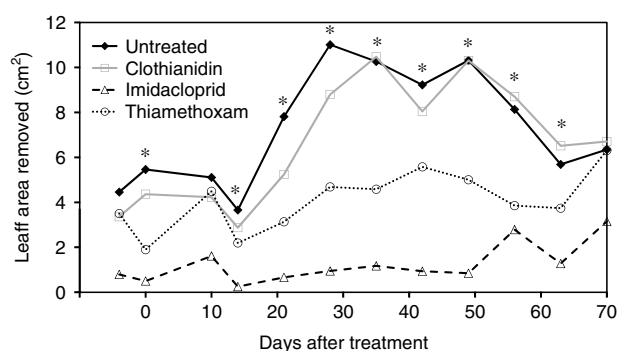 12
10
8
6
4
2
0
Leaff area removed (cm²)
Untreated
Clothianidin
Imidacloprid
Thiamethoxam
* * * * * * * * * *
0 10 20 30 40 50 60 70
Days after treatment